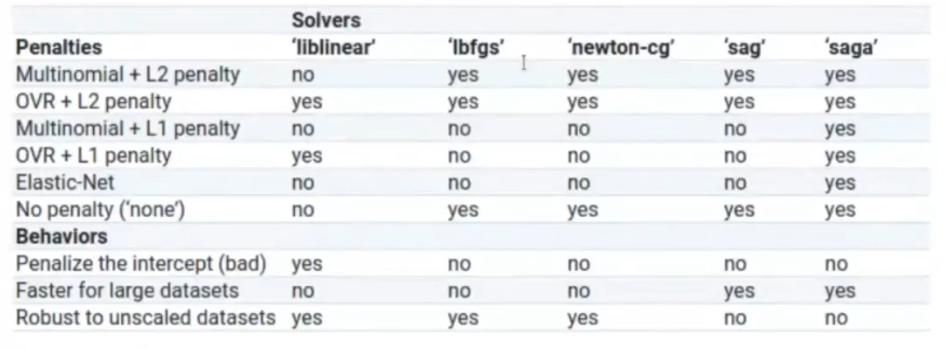 Solvers
Penalties 'liblinear' 'lbfgs' 'newton-cg' 'sag' 'saga'
Multinomial + L2 penalty no yes yes yes yes
OVR + L2 penalty yes yes yes yes yes
Multinomial + L1 penalty no no no no yes
OVR + L1 penalty yes no no no yes
Elastic-Net no no no no yes
No penalty ('none') no yes yes yes yes
Behaviors
Penalize the intercept (bad) yes no no no no
Faster for large datasets no no no yes yes
Robust to unscaled datasets yes yes yes no no